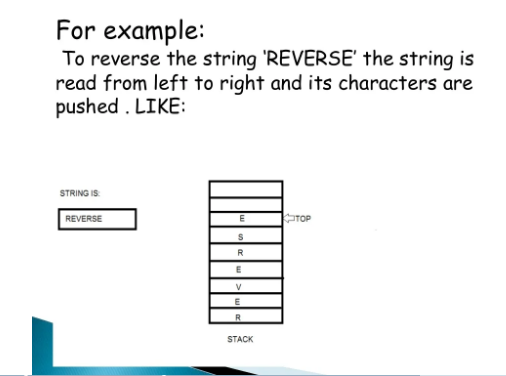 For example:
To reverse the string ‘REVERSE’ the string is
read from left to right and its characters are
pushed . LIKE:
STRING IS:
REVERSE
E
TOP
S
R
E
V
E
R
STACK